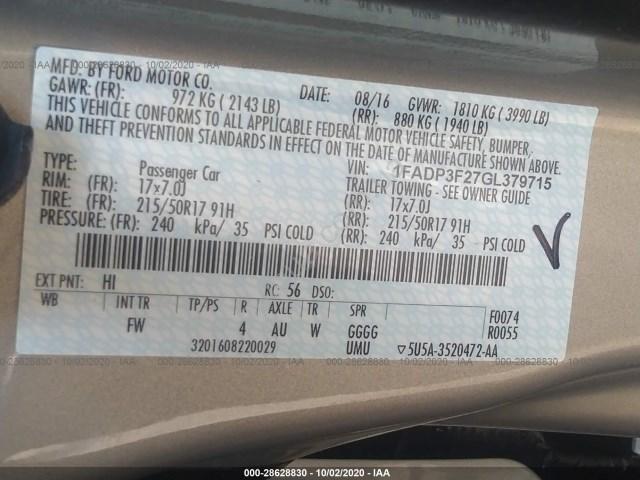 MFD. BY FORD MOTOR CO. DATE: 08/16 GVWR: 1810 KG ( 3990 LB)
GAWR: (FR): 972 KG ( 2143 LB) (RR): 880 KG ( 1940 LB)
THIS VEHICLE CONFORMS TO ALL APPLICABLE FEDERAL MOTOR VEHICLE SAFETY, BUMPER,
AND THEFT PREVENTION STANDARDS IN EFFECT ON THE DATE OF MANUFACTURE SHOWN ABOVE.
VIN: 1FADP3F27GL379715
TYPE: Passenger Car TRAILER TOWING - SEE OWNER GUIDE
RIM: (FR): 17x7.0J (RR): 17x7.0J
TIRE: (FR): 215/50R17 91H (RR): 215/50R17 91H
PRESSURE: (FR): 240 kPa/ 35 PSI COLD (RR): 240 kPa/ 35 PSI COLD
EXT PNT: HI RC: 56 DSO:
WB INT TR TP/PS R AXLE TR SPR F0074
FW 4 AU W GGGG R0055
3201608220029 UMU 5U5A-3520472-AA
000-28628830 - 10/02/2020 - IAA